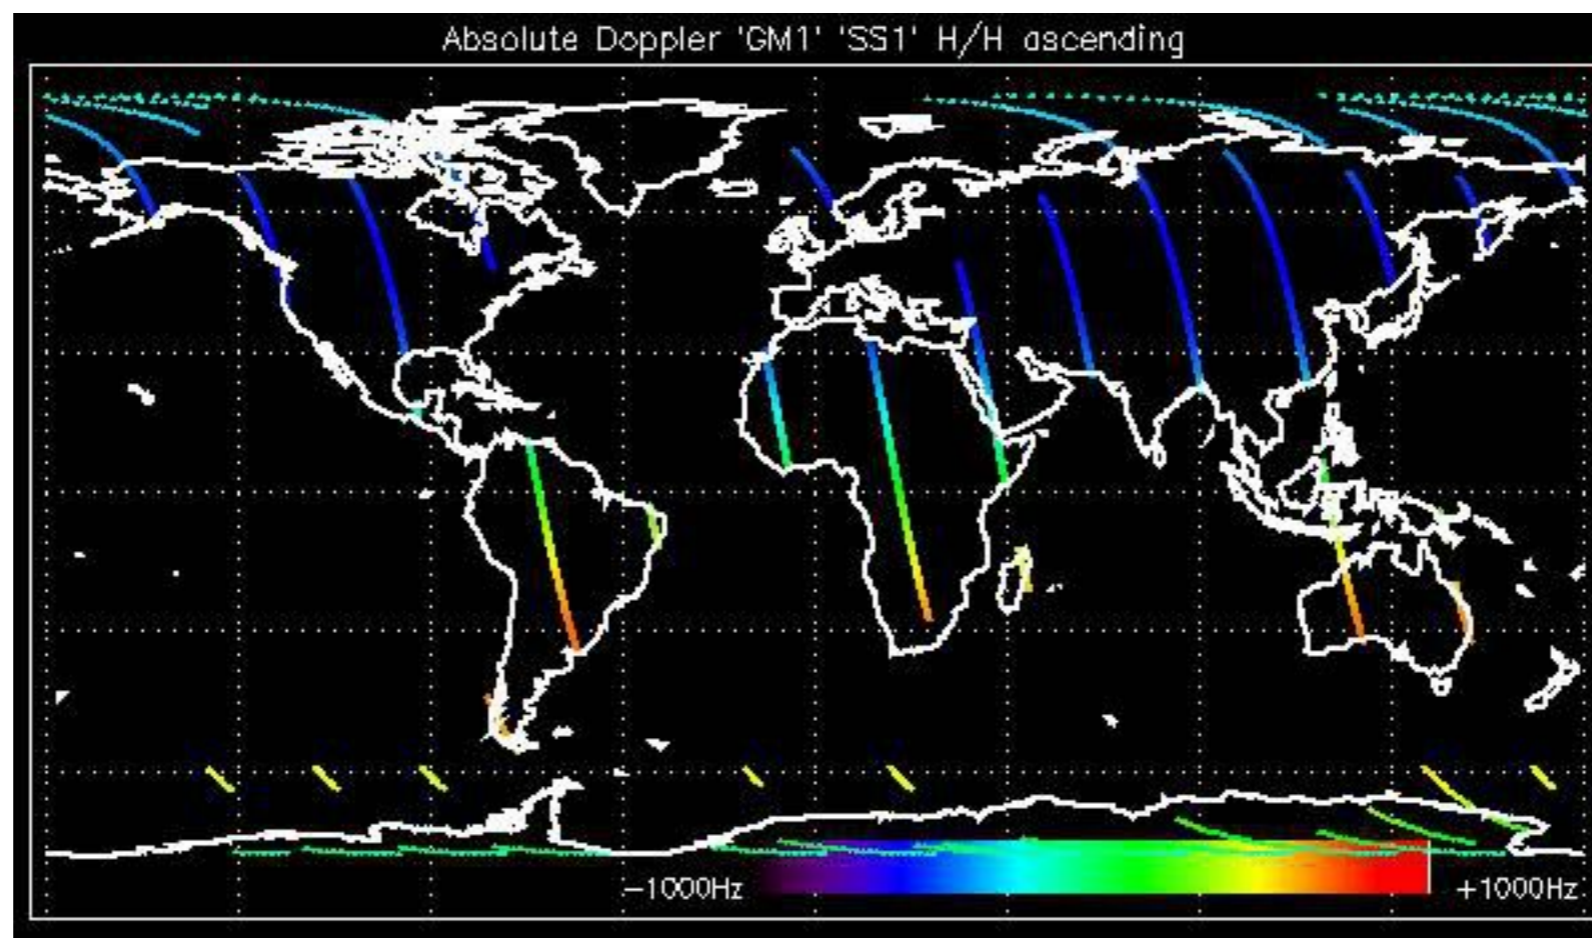 Absolute Doppler 'GM1' 'SS1' H/H ascending
−1000Hz
+1000Hz